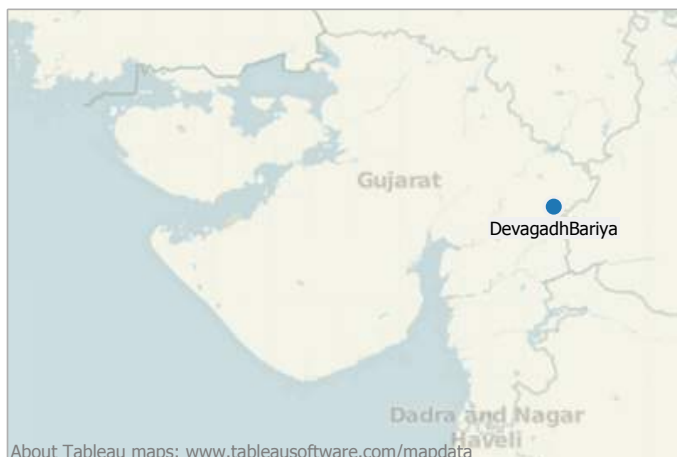 Gujarat
DevagadhBariya
Dadra and Nagar
Haveli
About Tableau maps: www.tableausoftware.com/mapdata